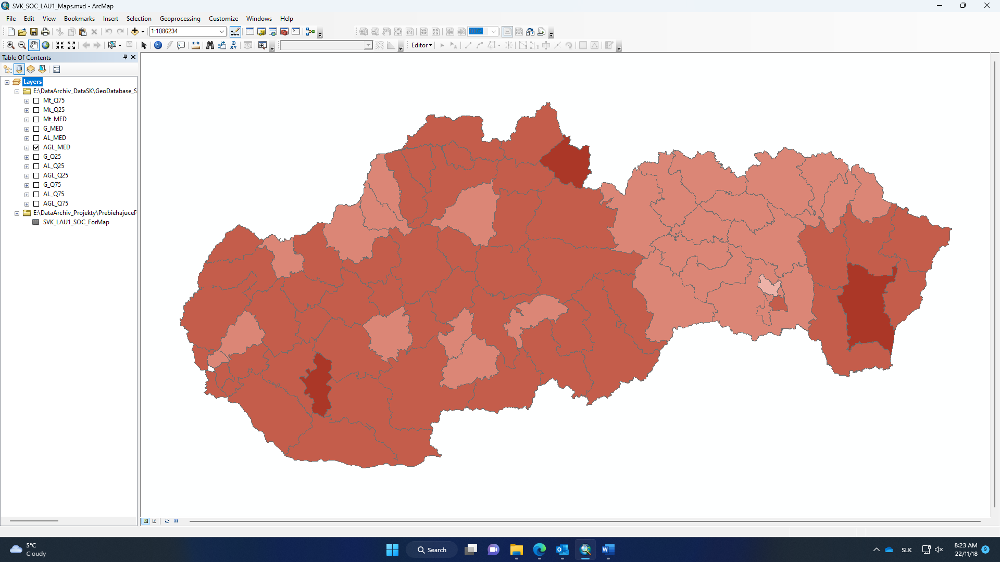 SVK_SOC_LAU1_Maps.mxd - ArcMap
File Edit View Bookmarks Insert Selection Geoprocessing Customize Windows Help
1:1086234
100%
Editor
Table Of Contents
Layers
E:\DataArchiv_DataSK\GeoDatabase_S
Mt_Q75
Mt_Q25
Mt_MED
G_MED
AL_MED
AGL_MED
G_Q25
AL_Q25
AGL_Q25
G_Q75
AL_Q75
AGL_Q75
E:\DataArchiv_Projekty\PrebiehajuceP
SVK_LAU1_SOC_ForMap
5°C
Cloudy
Search
SLK
8:23 AM
22/11/18
9